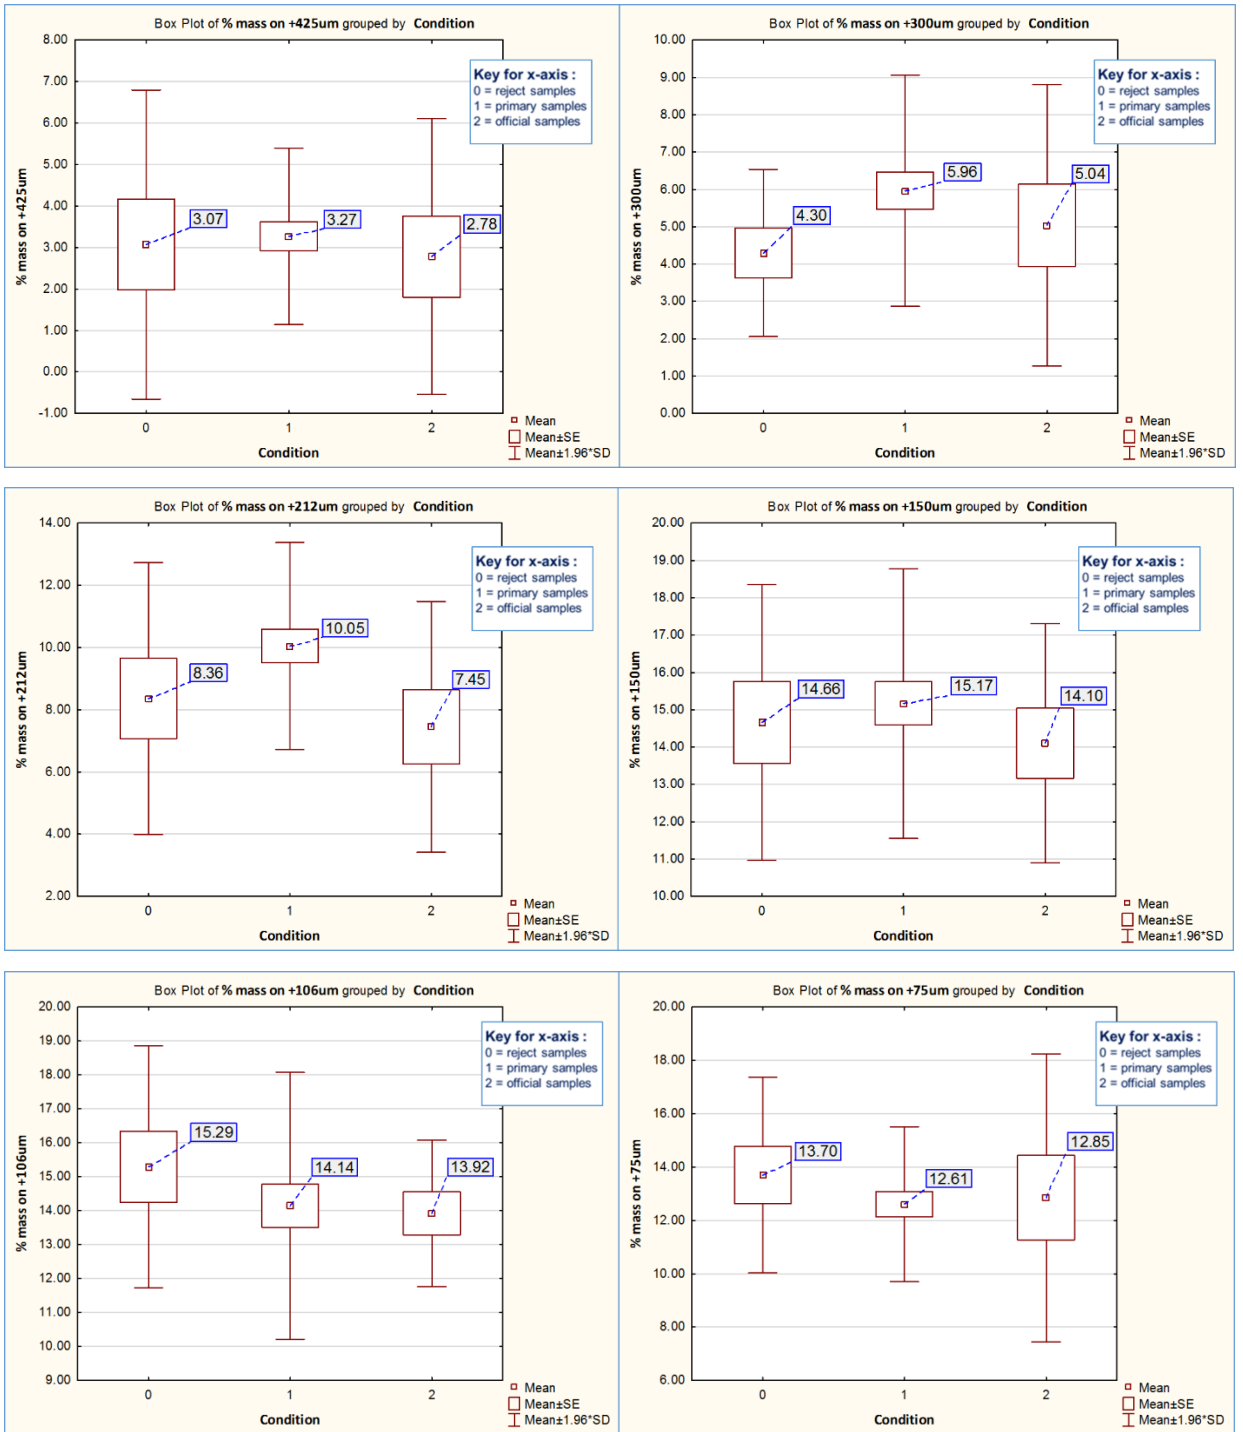 Box Plot of % mass on +425um grouped by Condition
8.00
7.00
6.00
5.00
4.00
3.00
2.00
1.00
0.00
-1.00
% mass on +425um
Key for x-axis :
0 = reject samples
1 = primary samples
2 = official samples
3.07
3.27
2.78
0
1
2
Condition
Mean
Mean±SE
Mean±1.96*SD
Box Plot of % mass on +300um grouped by Condition
10.00
9.00
8.00
7.00
6.00
5.00
4.00
3.00
2.00
1.00
0.00
% mass on +300um
Key for x-axis :
0 = reject samples
1 = primary samples
2 = official samples
4.30
5.96
5.04
0
1
2
Condition
Mean
Mean±SE
Mean±1.96*SD
Box Plot of % mass on +212um grouped by Condition
14.00
12.00
10.00
8.00
6.00
4.00
2.00
% mass on +212um
Key for x-axis :
0 = reject samples
1 = primary samples
2 = official samples
8.36
10.05
7.45
0
1
2
Condition
Mean
Mean±SE
Mean±1.96*SD
Box Plot of % mass on +150um grouped by Condition
20.00
19.00
18.00
17.00
16.00
15.00
14.00
13.00
12.00
11.00
10.00
% mass on +150um
Key for x-axis :
0 = reject samples
1 = primary samples
2 = official samples
14.66
15.17
14.10
0
1
2
Condition
Mean
Mean±SE
Mean±1.96*SD
Box Plot of % mass on +106um grouped by Condition
20.00
19.00
18.00
17.00
16.00
15.00
14.00
13.00
12.00
11.00
10.00
9.00
% mass on +106um
Key for x-axis :
0 = reject samples
1 = primary samples
2 = official samples
15.29
14.14
13.92
0
1
2
Condition
Mean
Mean±SE
Mean±1.96*SD
Box Plot of % mass on +75um grouped by Condition
20.00
18.00
16.00
14.00
12.00
10.00
8.00
6.00
% mass on +75um
Key for x-axis :
0 = reject samples
1 = primary samples
2 = official samples
13.70
12.61
12.85
0
1
2
Condition
Mean
Mean±SE
Mean±1.96*SD